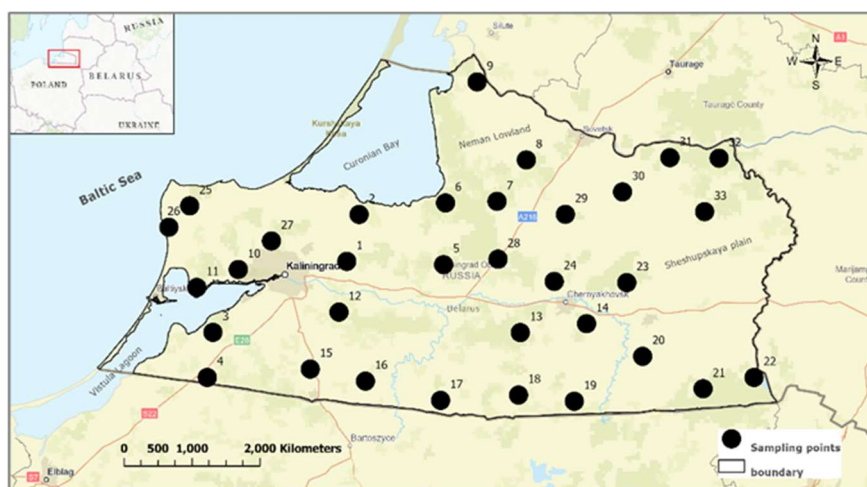 RUSSIA
POLAND
BELARUS
UKRAINE
Silute
Taurage
A5
N
W E
S
Taurage County
Baltic Sea
Curonian Bay
Neman Lowland
9
8
31
32
30
33
25
26
27
2
6
7
A216
29
28
Sheshupskaya plain
10
11
Kaliningrad
1
5
RUSSIA
24
23
Chernyakhovsk
12
Belarus
13
14
3
E28
4
15
16
17
18
19
20
21
22
Vistula Lagoon
S22
Bartoszyce
S7
Elblag
0 500 1,000 2,000 Kilometers
Sampling points
boundary